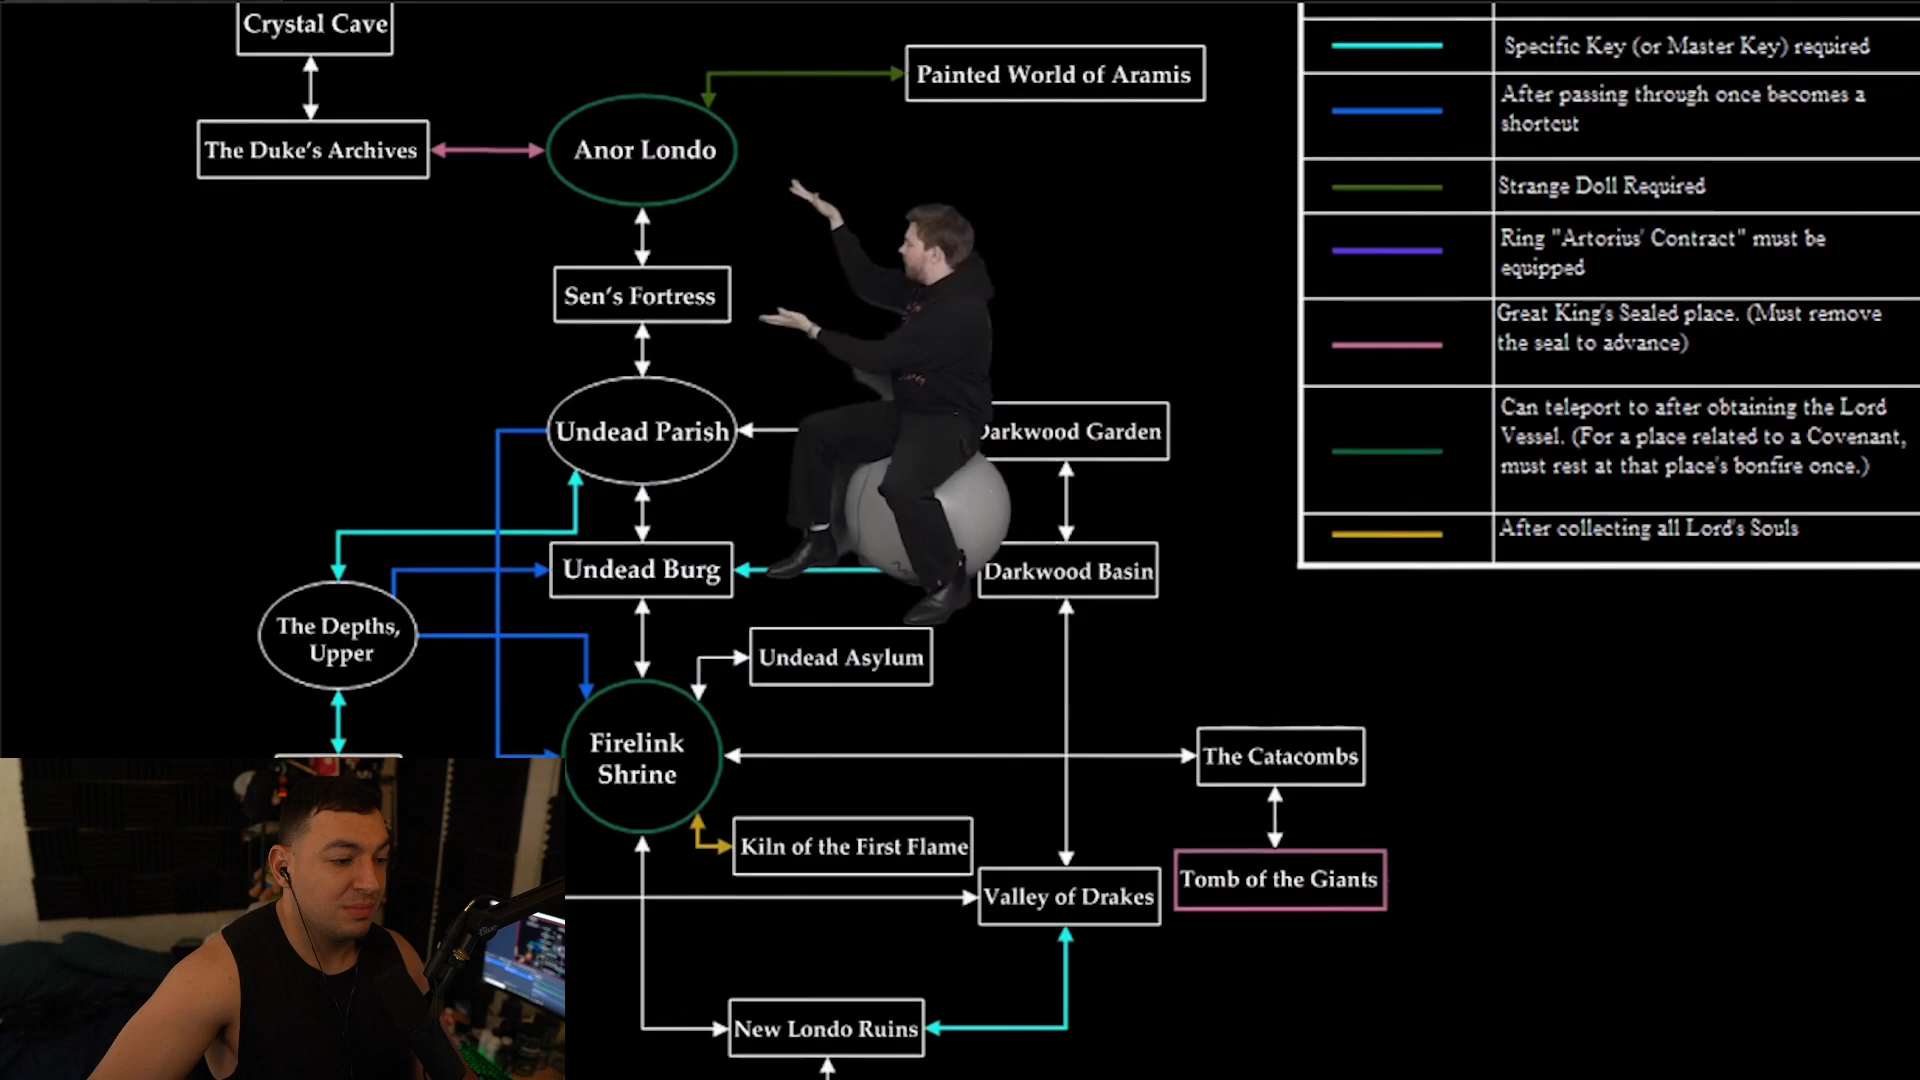 Crystal Cave
Painted World of Aramis
The Duke's Archives
Anor Londo
Sen's Fortress
Undead Parish
Darkwood Garden
Undead Burg
Darkwood Basin
The Depths,
Upper
Undead Asylum
Firelink
Shrine
The Catacombs
Kiln of the First Flame
Tomb of the Giants
Valley of Drakes
New Londo Ruins
Specific Key (or Master Key) required
After passing through once becomes a
shortcut
Strange Doll Required
Ring "Artorius' Contract" must be
equipped
Great King's Sealed place. (Must remove
the seal to advance)
Can teleport to after obtaining the Lord
Vessel. (For a place related to a Covenant,
must rest at that place's bonfire once.)
After collecting all Lord's Souls